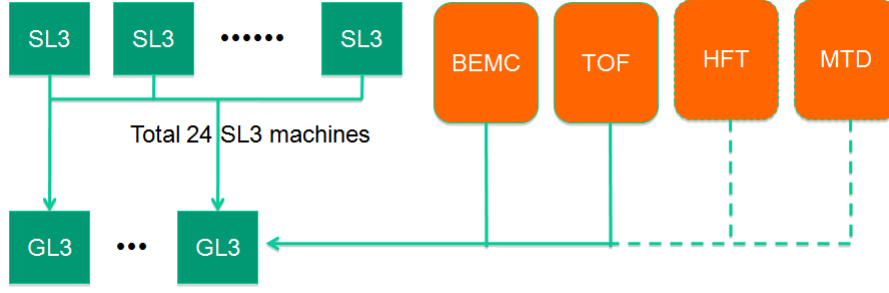 SL3 SL3 •••••• SL3
BEMC TOF HFT MTD
Total 24 SL3 machines
GL3 ••• GL3